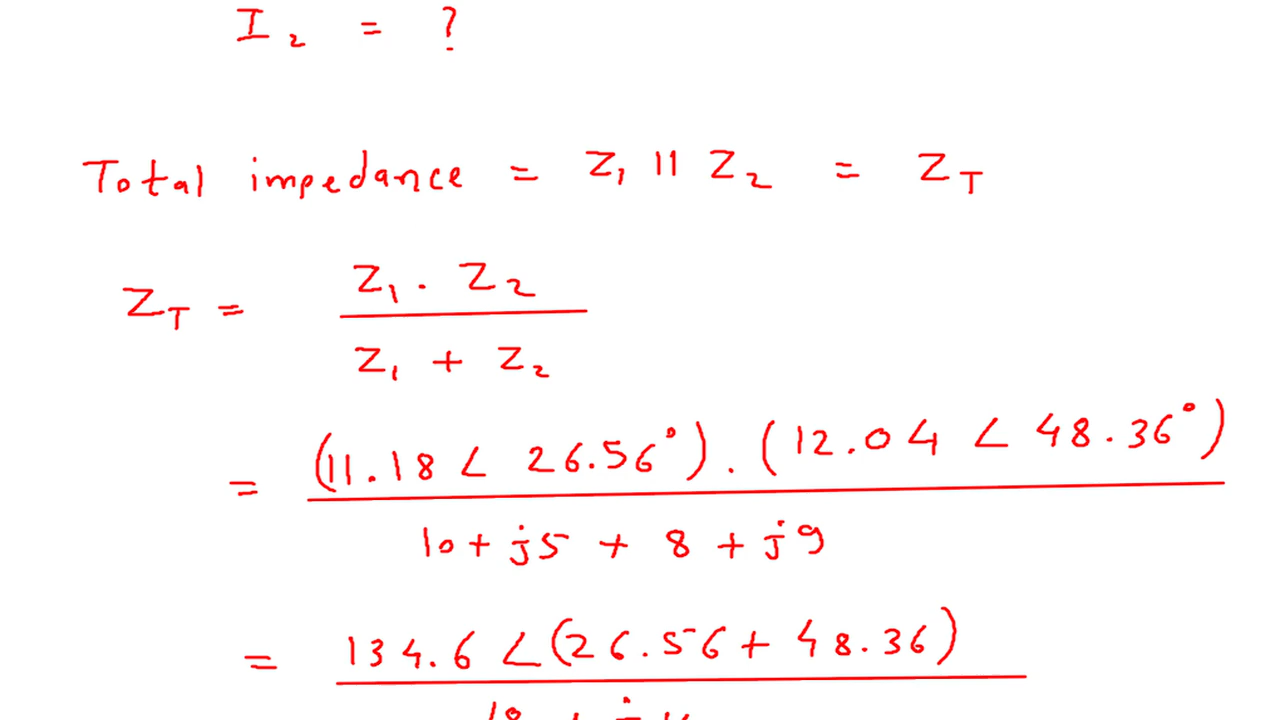 I₂ = ?
Total impedance = Z₁ || Z₂ = Z_T
Z_T = Z₁ . Z₂ / Z₁ + Z₂
= (11.18 ∠ 26.56°) . (12.04 ∠ 48.36°) / 10 + j5 + 8 + j9
= 134.6 ∠ (26.56 + 48.36)